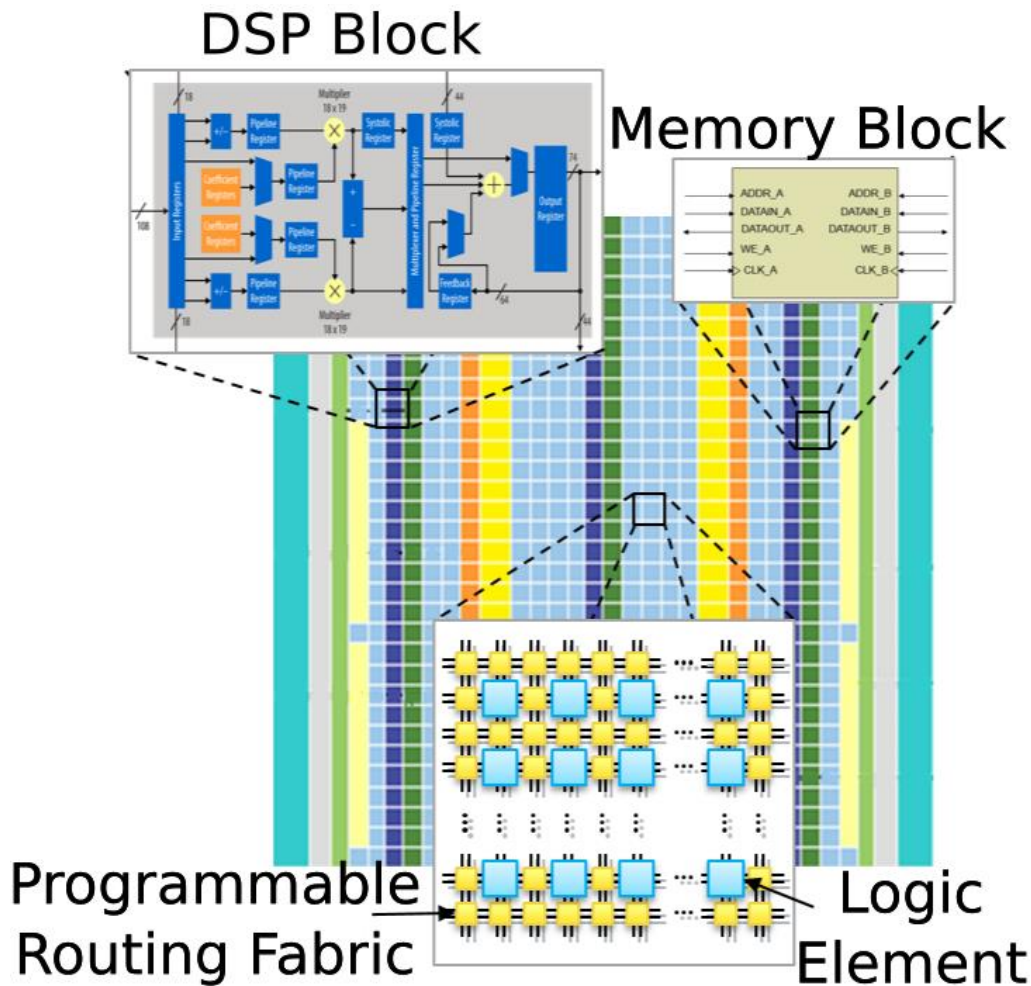 DSP Block
18
Multiplier
18 x 19
44
+/-
Pipeline
Register
X
Systolic
Register
Systolic
Register
74
Coefficient
Registers
Pipeline
Register
+
-
+
Output
Register
Input Registers
Multiplexer and Pipeline Register
108
Coefficient
Registers
Pipeline
Register
+/-
Pipeline
Register
X
Feedback
Register
64
18
Multiplier
18 x 19
44
Memory Block
ADDR_A ADDR_B
DATAIN_A DATAIN_B
DATAOUT_A DATAOUT_B
WE_A WE_B
CLK_A CLK_B
Programmable
Routing Fabric
Logic
Element